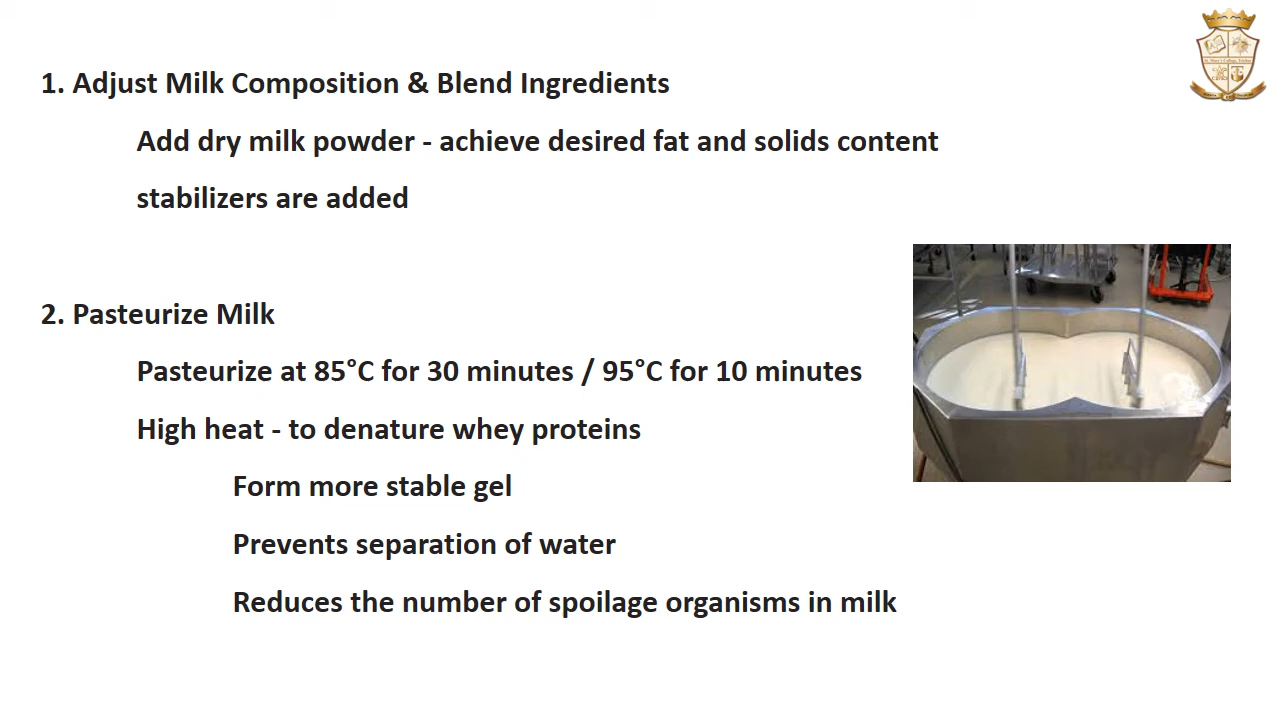 1. Adjust Milk Composition & Blend Ingredients
Add dry milk powder - achieve desired fat and solids content
stabilizers are added
2. Pasteurize Milk
Pasteurize at 85°C for 30 minutes / 95°C for 10 minutes
High heat - to denature whey proteins
Form more stable gel
Prevents separation of water
Reduces the number of spoilage organisms in milk